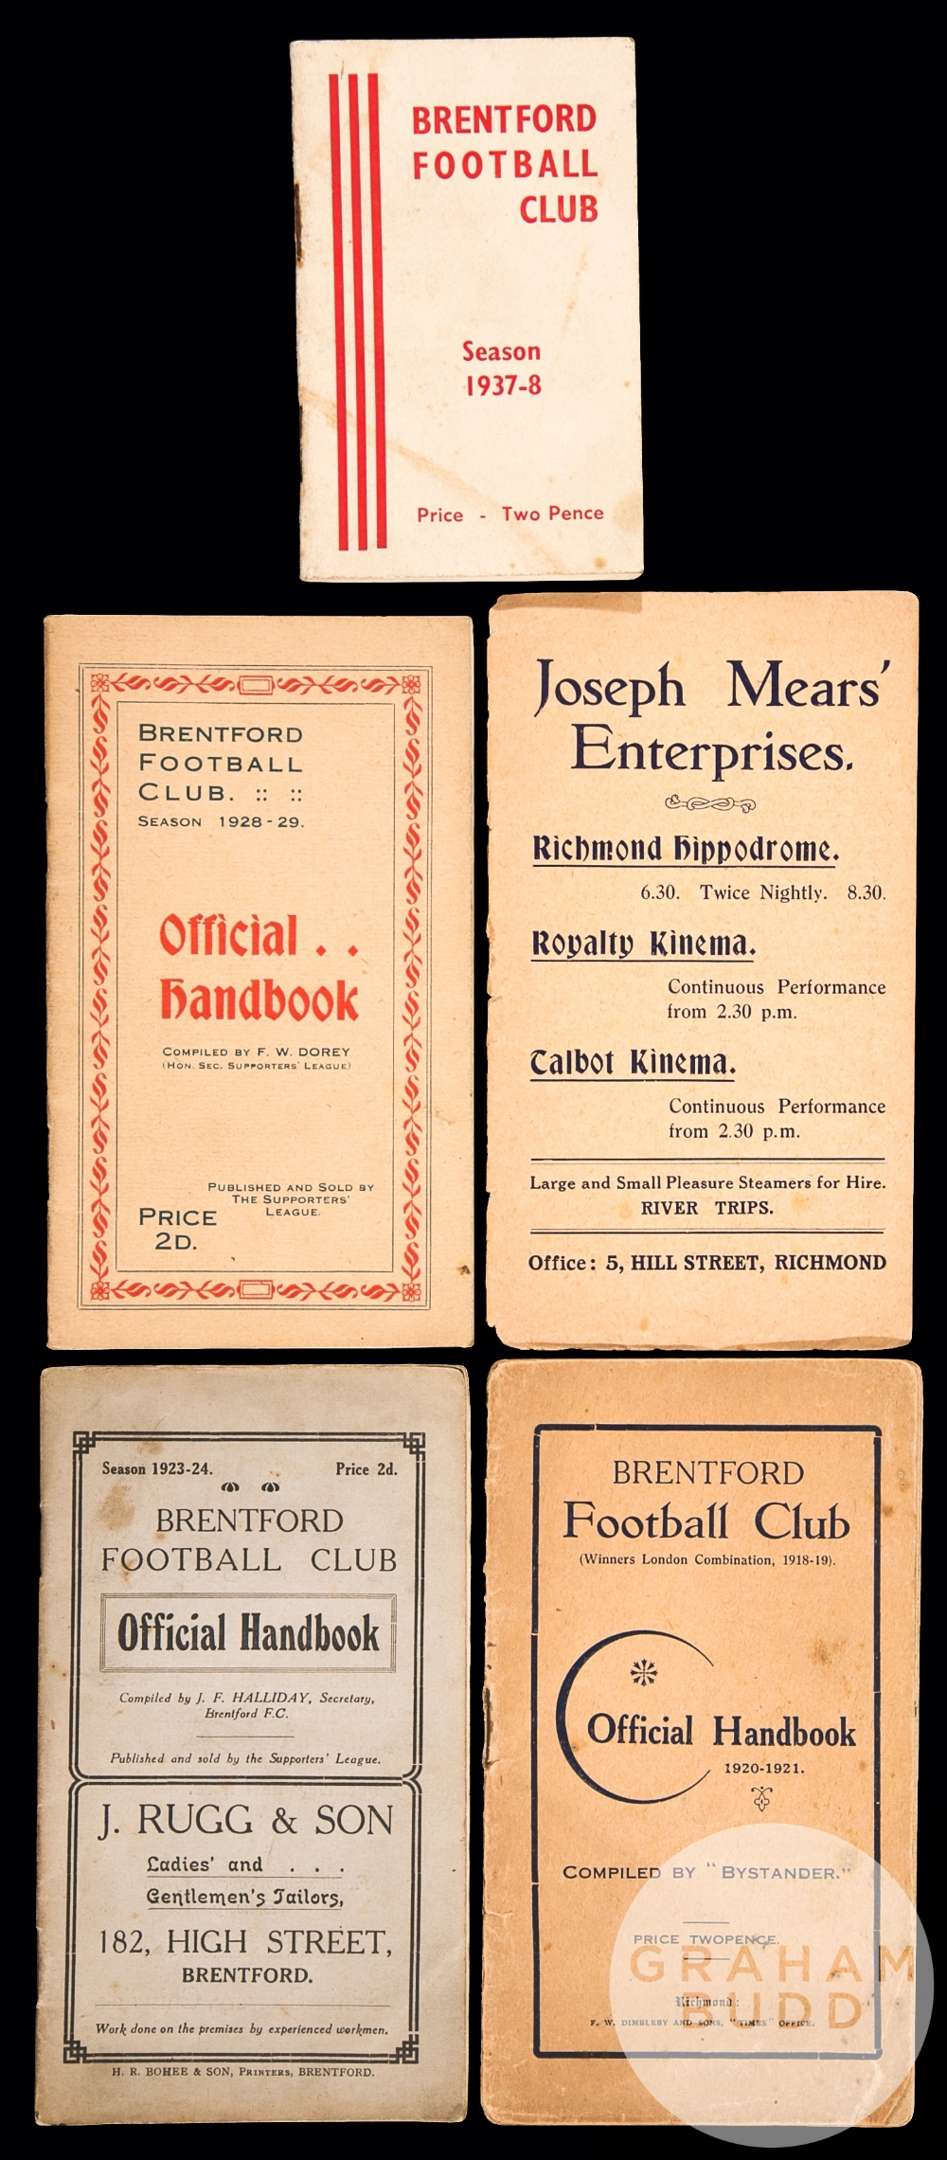 BRENTFORD
FOOTBALL
CLUB
Season
1937-8
Price - Two Pence
BRENTFORD
FOOTBALL
CLUB. :: ::
SEASON 1928-29.
Official . .
Handbook
COMPILED BY F. W. DOREY
(HON. SEC. SUPPORTERS' LEAGUE)
PUBLISHED AND SOLD BY
THE SUPPORTERS'
LEAGUE.
PRICE
2D.
Joseph Mears'
Enterprises.
Richmond Hippodrome.
6.30. Twice Nightly. 8.30.
Royalty Kinema.
Continuous Performance
from 2.30 p.m.
Talbot Kinema.
Continuous Performance
from 2.30 p.m.
Large and Small Pleasure Steamers for Hire.
RIVER TRIPS.
Office: 5, HILL STREET, RICHMOND
Season 1923-24. Price 2d.
BRENTFORD
FOOTBALL CLUB
Official Handbook
Compiled by J. F. HALLIDAY, Secretary,
Brentford F.C.
Published and sold by the Supporters' League.
J. RUGG & SON
Ladies' and . . .
Gentlemen's Tailors,
182, HIGH STREET,
BRENTFORD.
Work done on the premises by experienced workmen.
H. R. BOHEE & SON, PRINTERS, BRENTFORD.
BRENTFORD
Football Club
(Winners London Combination, 1918-19).
Official Handbook
1920-1921.
COMPILED BY "BYSTANDER."
PRICE TWOPENCE.
Richmond:
F. W. DIMBLEBY AND SONS, "TIMES" OFFICE.
GRAHAM
BUDD